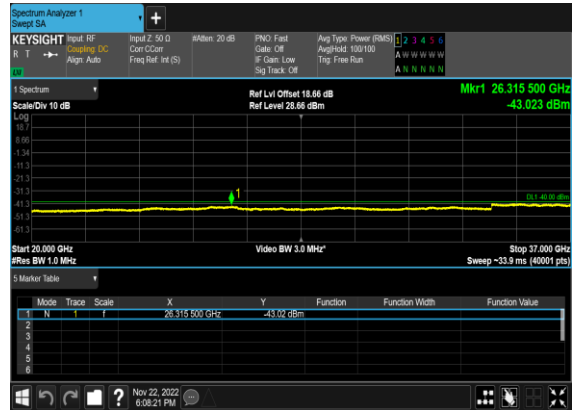 Spectrum Analyzer 1
Swept SA
+
KEYSIGHT Input: RF Input Z: 50 Ω #Atten: 20 dB PNO: Fast Avg Type: Power (RMS) 1 2 3 4 5 6
R T Coupling: DC Corr CCorr Gate: Off Avg|Hold: 100/100 A W W W W W
Align: Auto Freq Ref: Int (S) IF Gain: Low Trig: Free Run
Sig Track: Off A N N N N N
1 Spectrum Ref Lvl Offset 18.66 dB Mkr1 26.315 500 GHz
Scale/Div 10 dB Ref Level 28.66 dBm -43.023 dBm
Log
18.7
8.66
-1.34
-11.3
-21.3
-31.3
1
DL1 -40.00 dBm
-41.3
-51.3
-61.3
Start 20.000 GHz Video BW 3.0 MHz* Stop 37.000 GHz
#Res BW 1.0 MHz Sweep ~33.9 ms (40001 pts)
5 Marker Table
Mode Trace Scale X Y Function Function Width Function Value
1 N 1 f 26.315 500 GHz -43.02 dBm
2
3
4
5
6
? Nov 22, 2022
6:08:21 PM